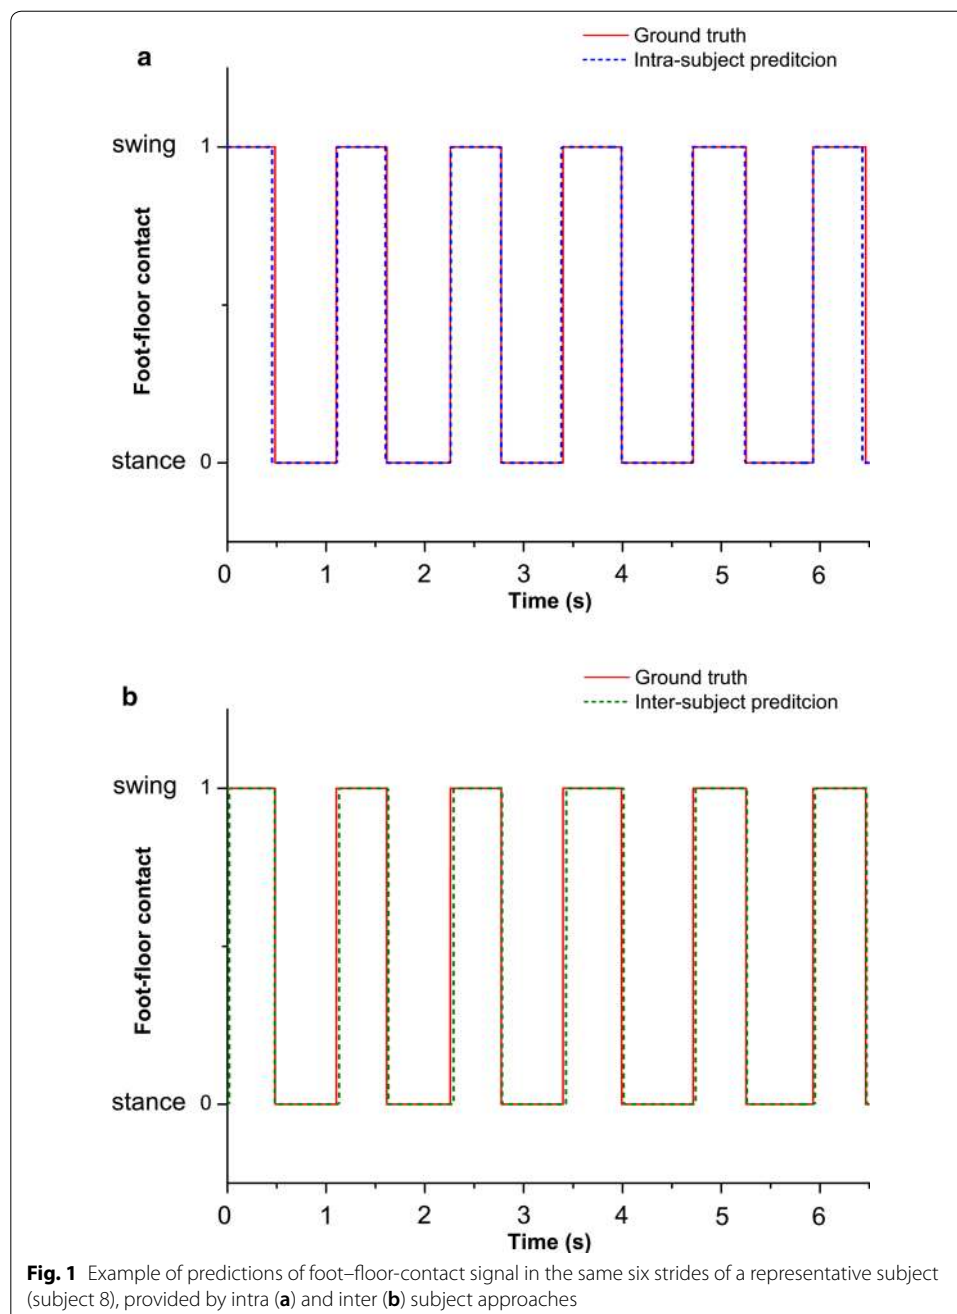 a
Ground truth
Intra-subject preditcion
swing 1
Foot-floor contact
stance 0
0 1 2 3 4 5 6
Time (s)
b
Ground truth
Inter-subject preditcion
swing 1
Foot-floor contact
stance 0
0 1 2 3 4 5 6
Time (s)
Fig. 1 Example of predictions of foot–floor-contact signal in the same six strides of a representative subject
(subject 8), provided by intra (a) and inter (b) subject approaches